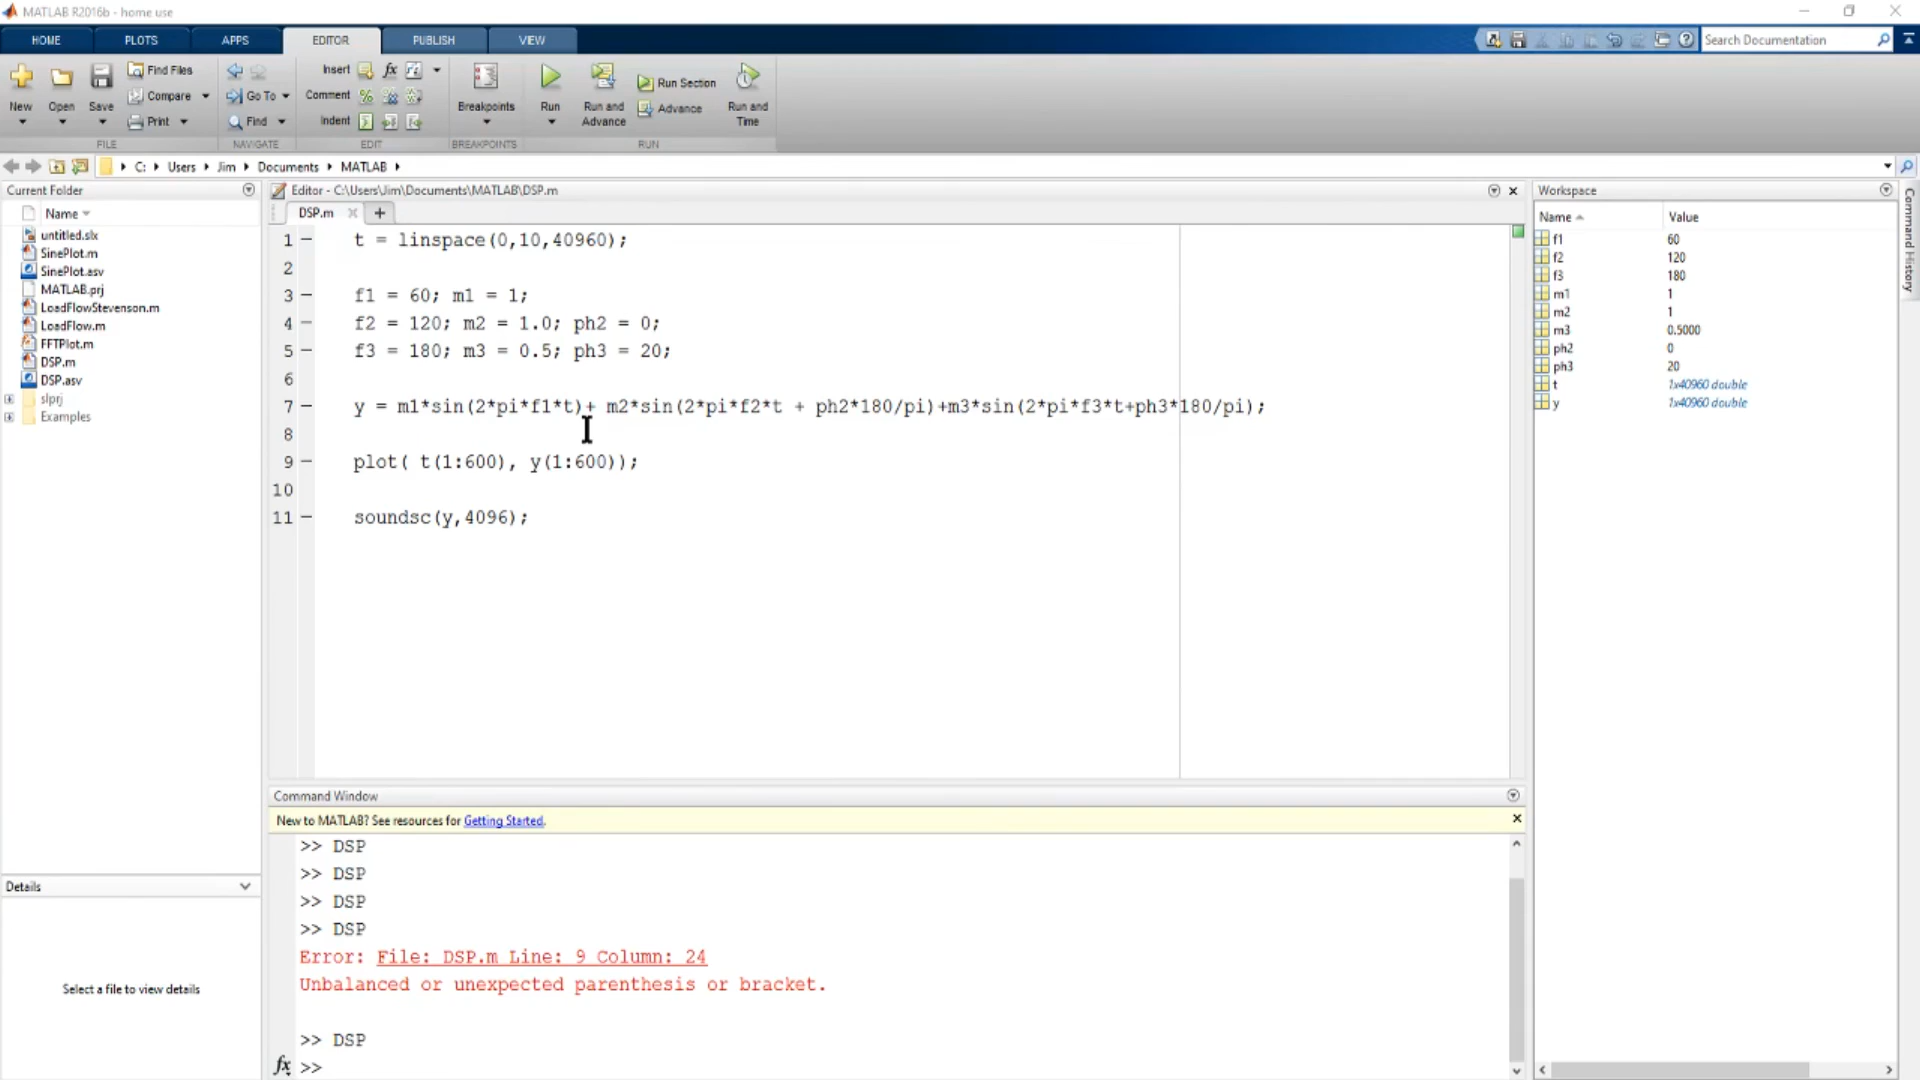 MATLAB R2016b - home use
HOME PLOTS APPS EDITOR PUBLISH VIEW
Search Documentation
New Open Save Find Files Compare Print
Go To Find
Insert fx
Comment
Indent
Breakpoints
Run
Run and Advance
Run Section
Advance
Run and Time
FILE NAVIGATE EDIT BREAKPOINTS RUN
C: Users Jim Documents MATLAB
Current Folder
Name
untitled.slx
SinePlot.m
SinePlot.asv
MATLAB.prj
LoadFlowStevenson.m
LoadFlow.m
FFTPlot.m
DSP.m
DSP.asv
slprj
Examples
Details
Select a file to view details
Editor - C:\Users\Jim\Documents\MATLAB\DSP.m
DSP.m
1 – t = linspace(0,10,40960);
2
3 – f1 = 60; m1 = 1;
4 – f2 = 120; m2 = 1.0; ph2 = 0;
5 – f3 = 180; m3 = 0.5; ph3 = 20;
6
7 – y = m1*sin(2*pi*f1*t)+ m2*sin(2*pi*f2*t + ph2*180/pi)+m3*sin(2*pi*f3*t+ph3*180/pi);
8
9 – plot( t(1:600), y(1:600));
10
11 – soundsc(y,4096);
Command Window
New to MATLAB? See resources for Getting Started.
>> DSP
>> DSP
>> DSP
>> DSP
Error: File: DSP.m Line: 9 Column: 24
Unbalanced or unexpected parenthesis or bracket.
>> DSP
fx >>
Workspace
Name Value
f1 60
f2 120
f3 180
m1 1
m2 1
m3 0.5000
ph2 0
ph3 20
t 1x40960 double
y 1x40960 double
Command History